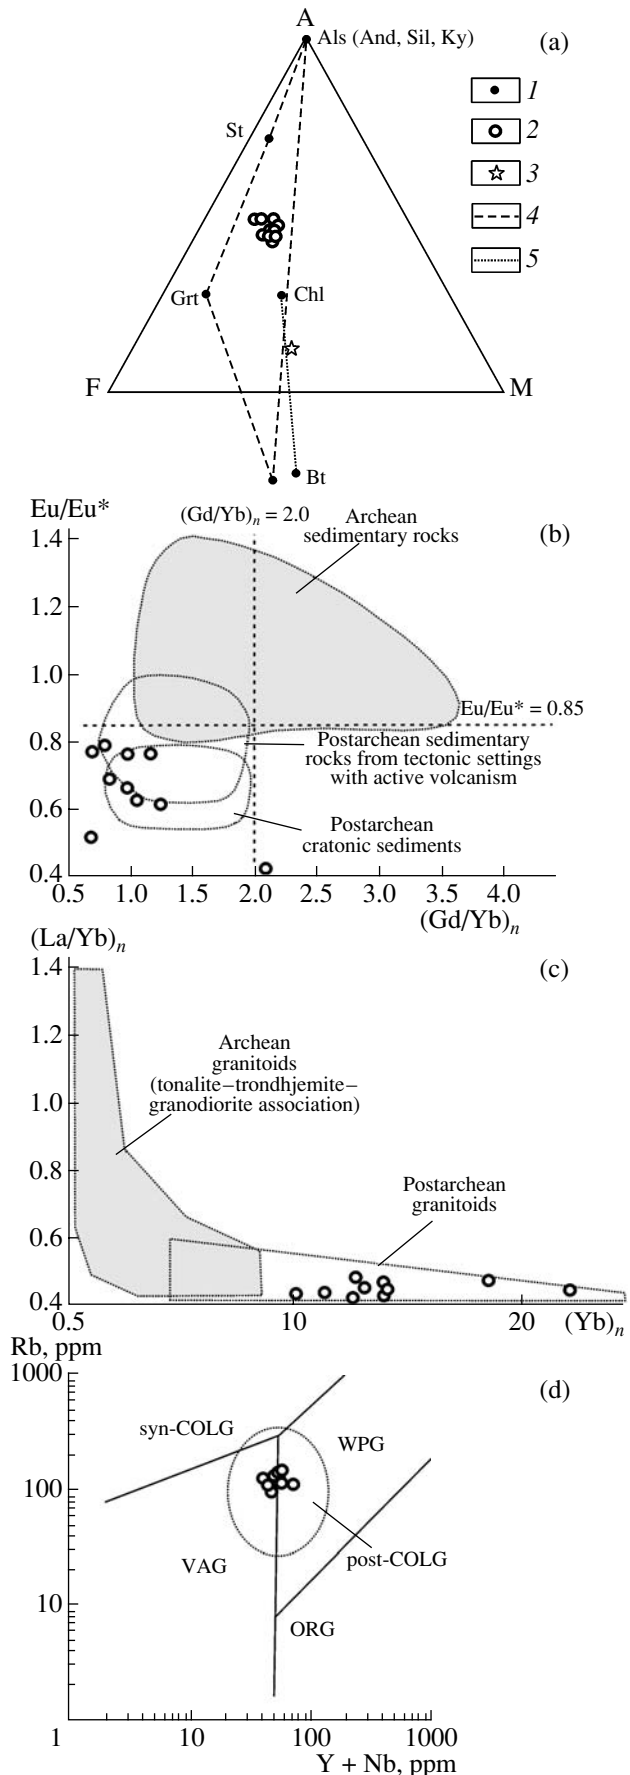 A
Als (And, Sil, Ky)
(a)
1
St
2
3
4
5
Grt
Chl
F
M
Bt
Eu/Eu*
(Gd/Yb)n = 2.0
Archean
sedimentary rocks
(b)
1.4
1.2
1.0
Eu/Eu* = 0.85
0.8
Postarchean sedimentary
rocks from tectonic settings
with active volcanism
0.6
Postarchean
cratonic sediments
0.4
0.5 1.0 1.5 2.0 2.5 3.0 3.5 4.0
(Gd/Yb)n
(La/Yb)n
(c)
1.4
1.2
Archean
granitoids
(tonalite–trondhjemite–
granodiorite association)
1.0
0.8
Postarchean
granitoids
0.6
0.4
0.5 10 20 (Yb)n
Rb, ppm
1000
(d)
syn-COLG
WPG
100
VAG
post-COLG
10
ORG
1 10 100 1000
Y + Nb, ppm